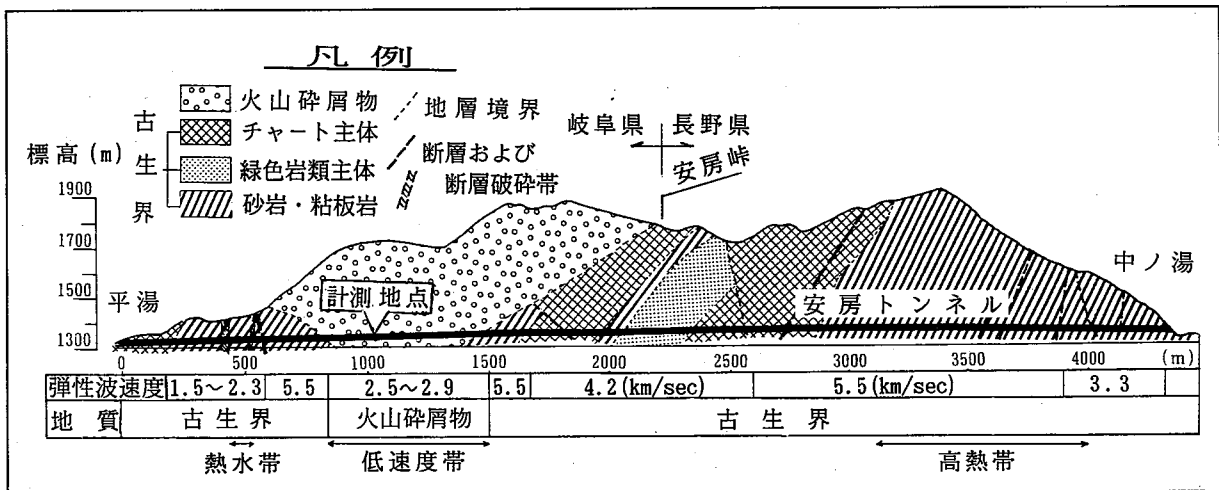 凡例
火山砕屑物
地層境界
古生界
チャート主体
緑色岩類主体
断層および
断層破砕帯
砂岩・粘板岩
岐阜県
長野県
安房峠
標高(m)
1900
1700
1500
1300
平湯
計測地点
安房トンネル
中ノ湯
0 500 1000 1500 2000 2500 3000 3500 4000 (m)
弾性波速度 1.5～2.3 5.5 2.5～2.9 5.5 4.2(km/sec) 5.5(km/sec) 3.3
地質 古生界 火山砕屑物 古生界
熱水帯 低速度帯 高熱帯